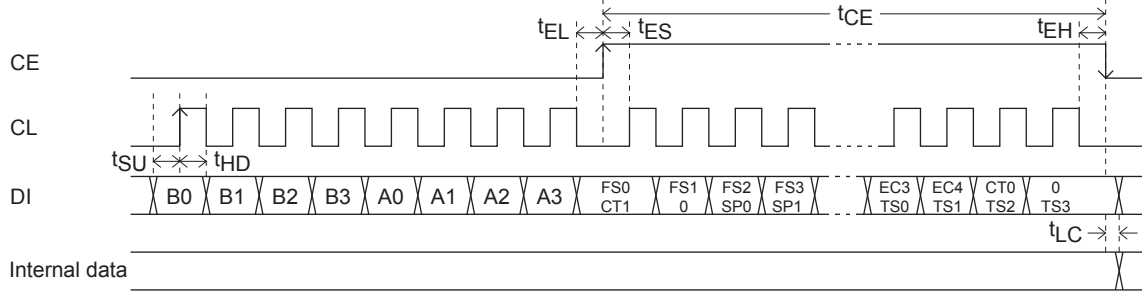 tCE
tEL tES tEH
CE
CL
tSU tHD
DI B0 B1 B2 B3 A0 A1 A2 A3 FS0 FS1 FS2 FS3 EC3 EC4 CT0 0
CT1 0 SP0 SP1 TS0 TS1 TS2 TS3
tLC
Internal data